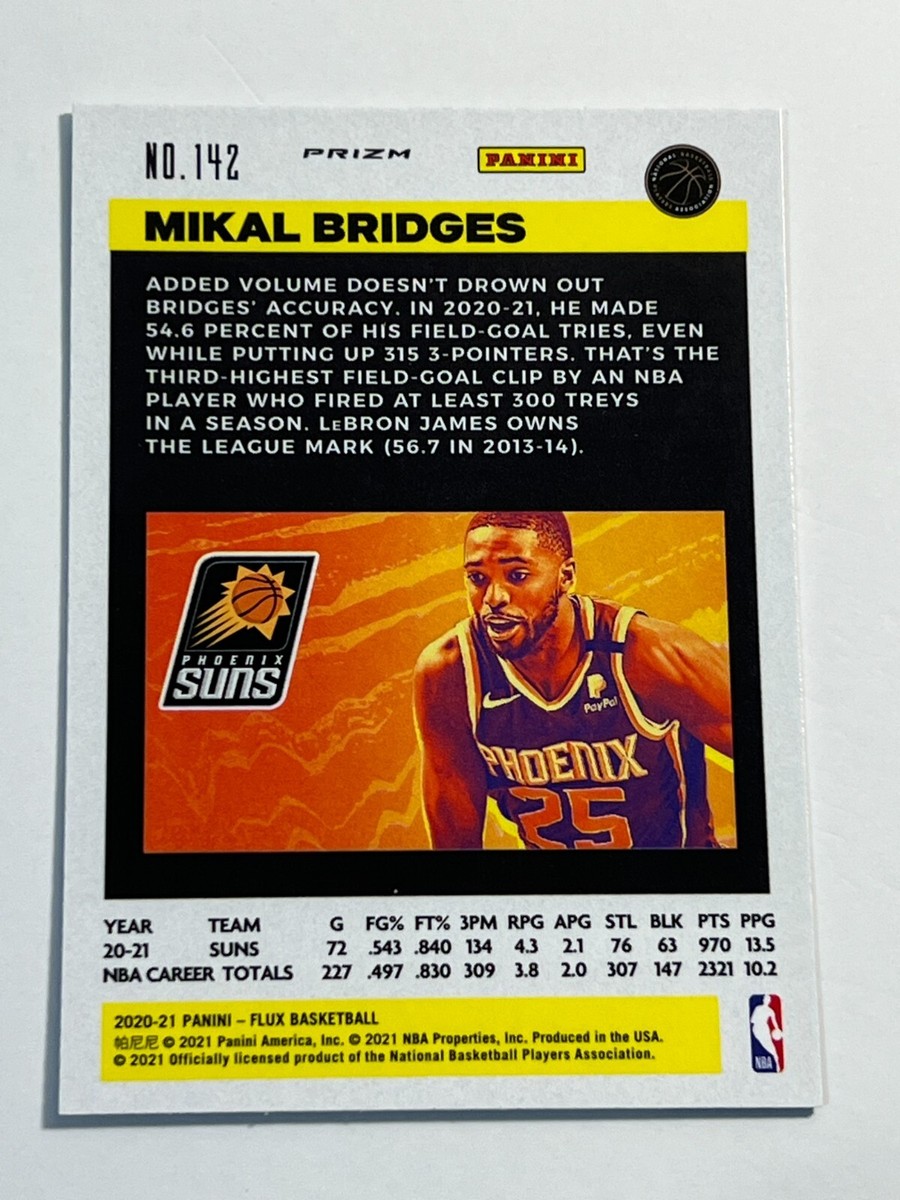 NO.142 PRIZM PANINI
NATIONAL BASKETBALL ASSOCIATION
MIKAL BRIDGES
ADDED VOLUME DOESN'T DROWN OUT
BRIDGES' ACCURACY. IN 2020-21, HE MADE
54.6 PERCENT OF HIS FIELD-GOAL TRIES, EVEN
WHILE PUTTING UP 315 3-POINTERS. THAT'S THE
THIRD-HIGHEST FIELD-GOAL CLIP BY AN NBA
PLAYER WHO FIRED AT LEAST 300 TREYS
IN A SEASON. LeBRON JAMES OWNS
THE LEAGUE MARK (56.7 IN 2013-14).
PHOENIX
SUNS
PayPal
PHOENIX
25
YEAR TEAM G FG% FT% 3PM RPG APG STL BLK PTS PPG
20-21 SUNS 72 .543 .840 134 4.3 2.1 76 63 970 13.5
NBA CAREER TOTALS 227 .497 .830 309 3.8 2.0 307 147 2321 10.2
2020-21 PANINI – FLUX BASKETBALL
帕尼尼 © 2021 Panini America, Inc. © 2021 NBA Properties, Inc. Produced in the USA.
© 2021 Officially licensed product of the National Basketball Players Association.
NBA